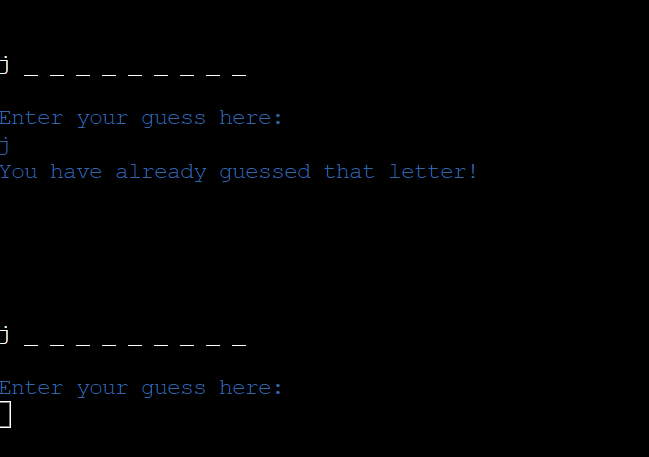 j _ _ _ _ _ _ _ _ _
Enter your guess here:
j
You have already guessed that letter!
j _ _ _ _ _ _ _ _ _
Enter your guess here: